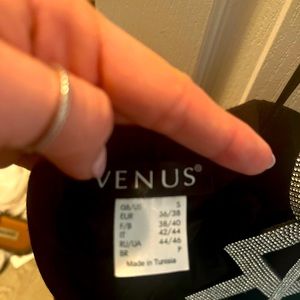 VENUS®
GB/US S
EUR 36/38
F/B 38/40
IT 42/44
RU/UA 44/46
BR P
Made in Tunisia